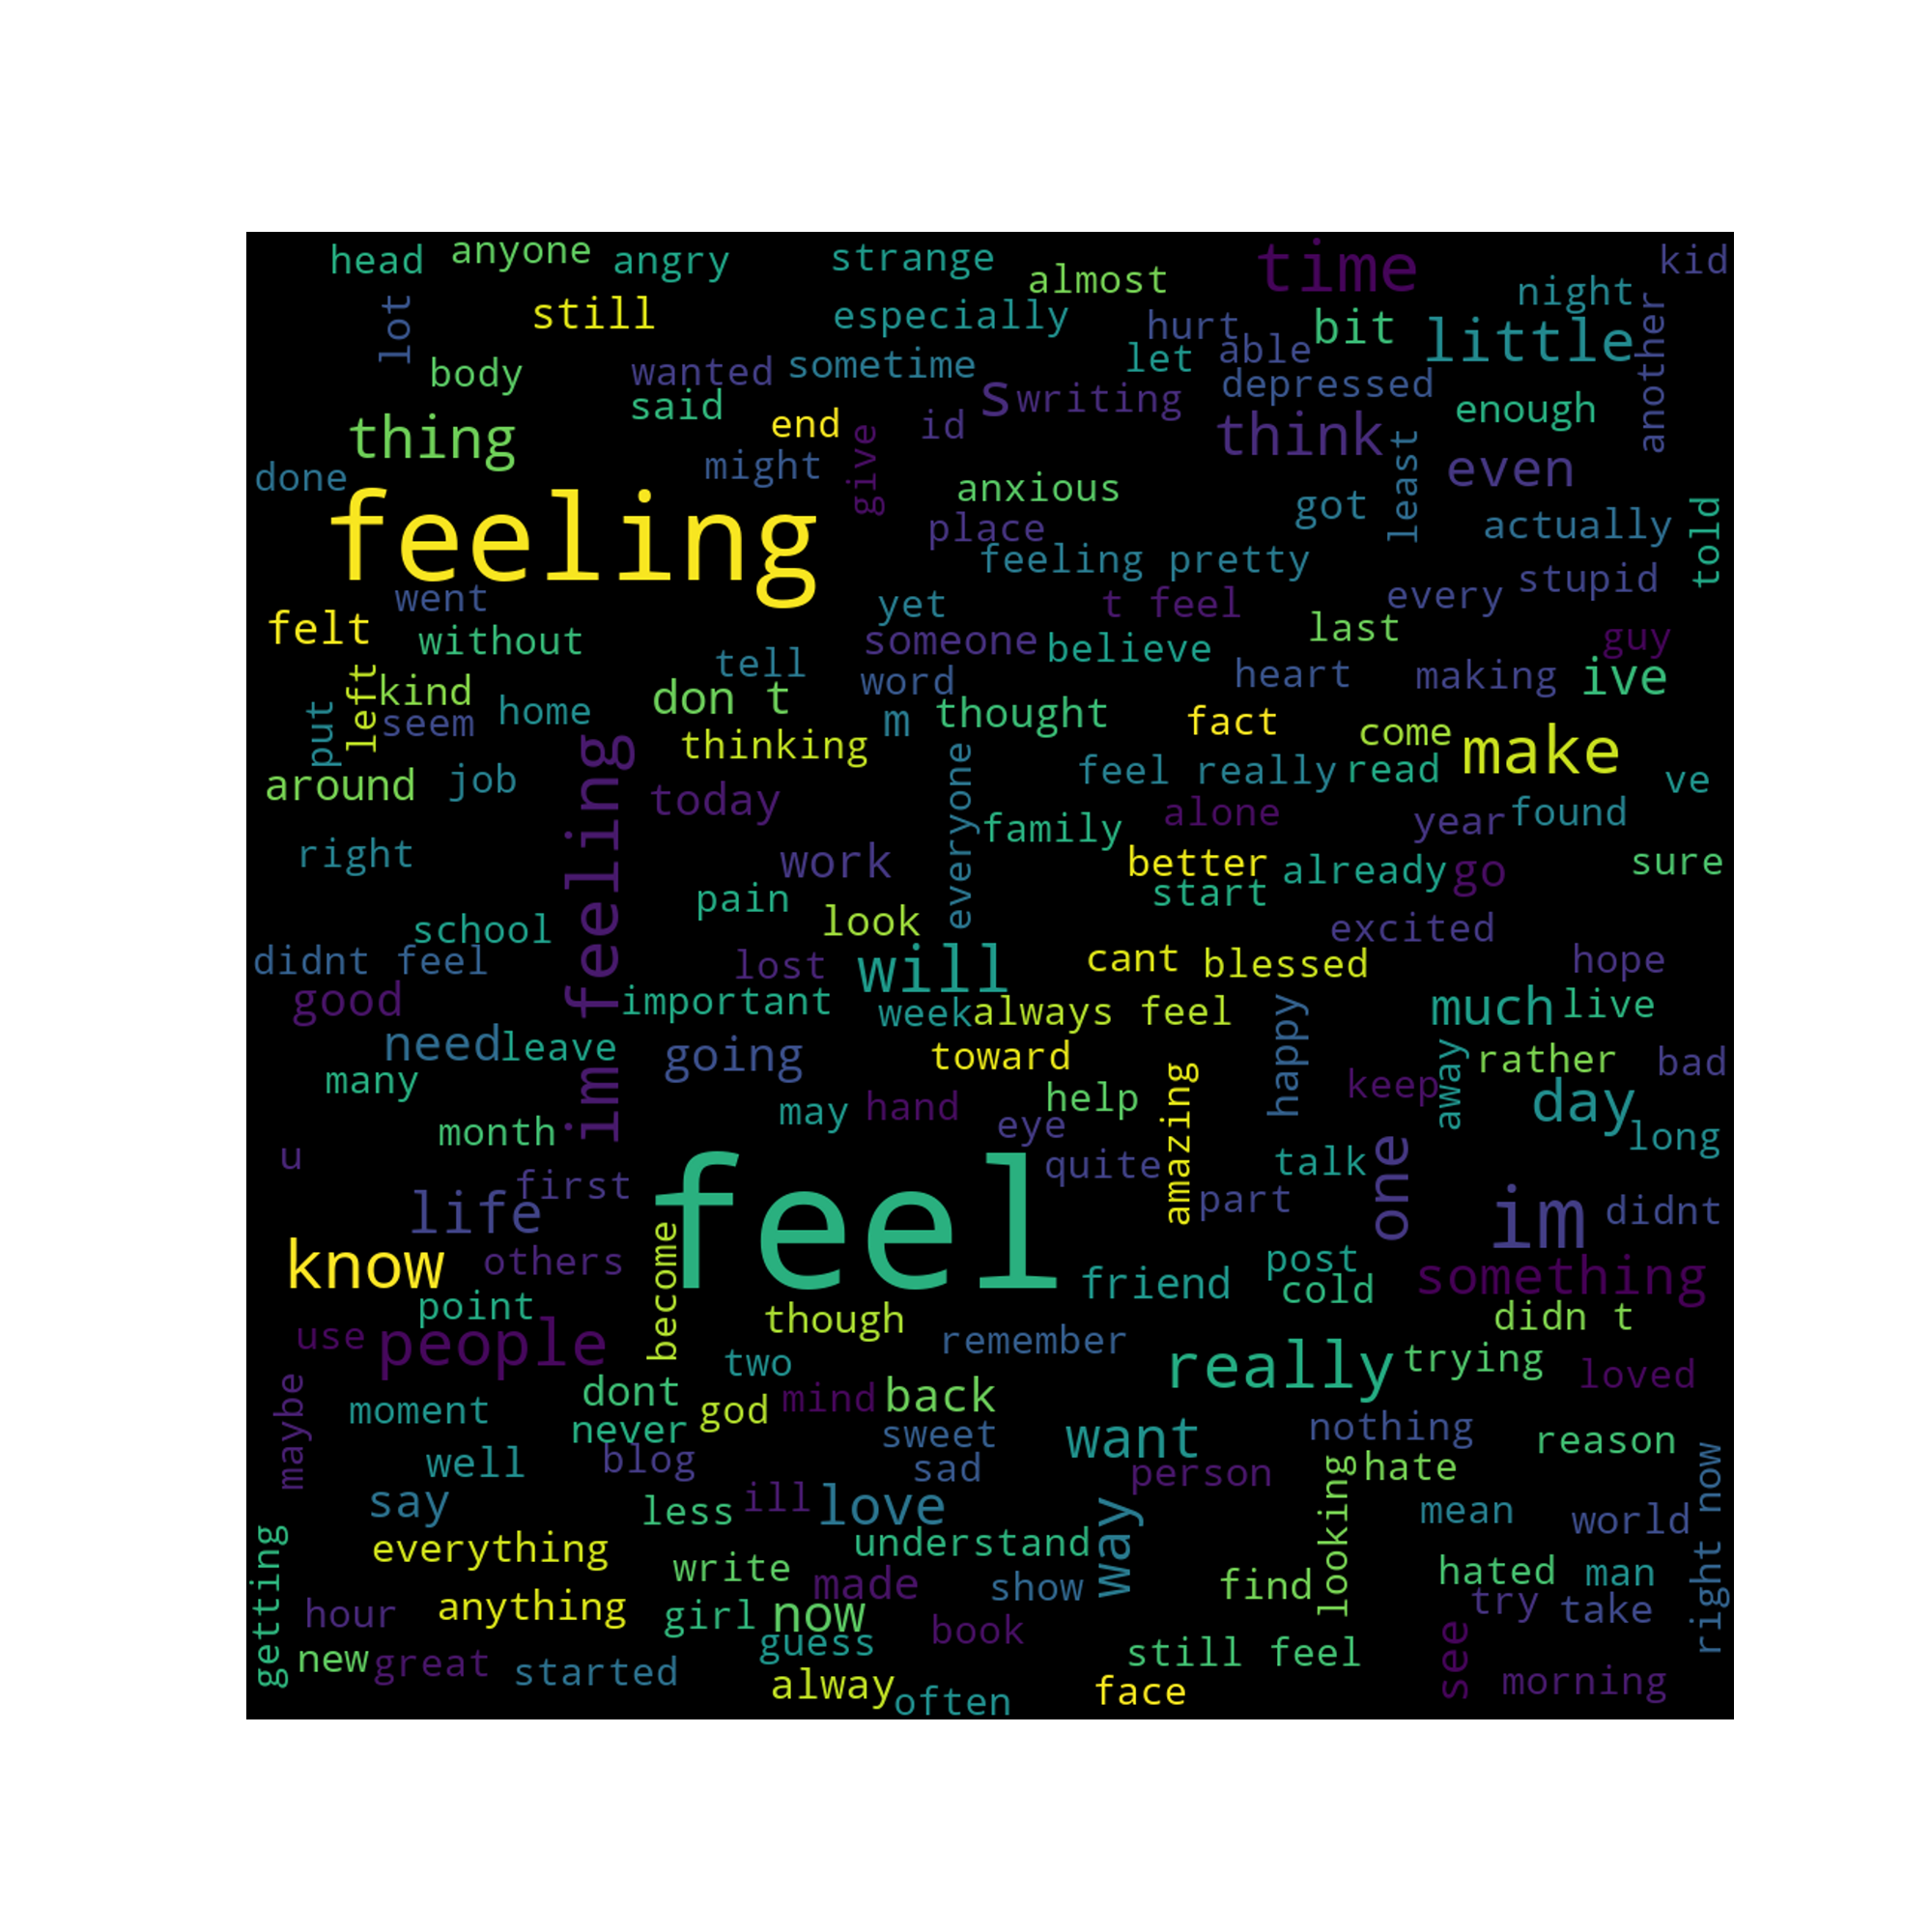 head
anyone
angry
strange
almost
time
kid
night
lot
still
especially
hurt
bit
little
another
let
able
body
wanted
sometime
depressed
said
s
writing
enough
thing
end
id
think
done
might
give
least
even
anxious
got
feeling
place
actually
told
feeling pretty
went
yet
t feel
every
stupid
felt
without
someone
believe
last
guy
tell
left
kind
don t
word
heart
making
ive
put
seem
home
m
thought
fact
come
make
thinking
around
job
im feeling
today
everyone
feel really
read
ve
alone
family
year
found
right
work
better
already
go
sure
pain
start
look
school
excited
didnt feel
lost
will
cant
blessed
hope
good
important
week
always feel
happy
much
live
need
leave
going
toward
amazing
away
rather
bad
many
may
hand
help
keep
day
month
eye
long
u
first
feel
quite
talk
one
life
part
im
didnt
know
others
become
friend
post
cold
something
point
though
didn t
use
people
two
remember
really
trying
loved
maybe
moment
dont
god
mind
back
never
sweet
want
nothing
reason
well
blog
sad
person
looking
hate
right now
say
less
ill
love
way
mean
world
everything
understand
getting
write
made
show
find
hated
man
hour
anything
girl
now
book
try
take
guess
see
new
great
started
still feel
morning
alway
often
face